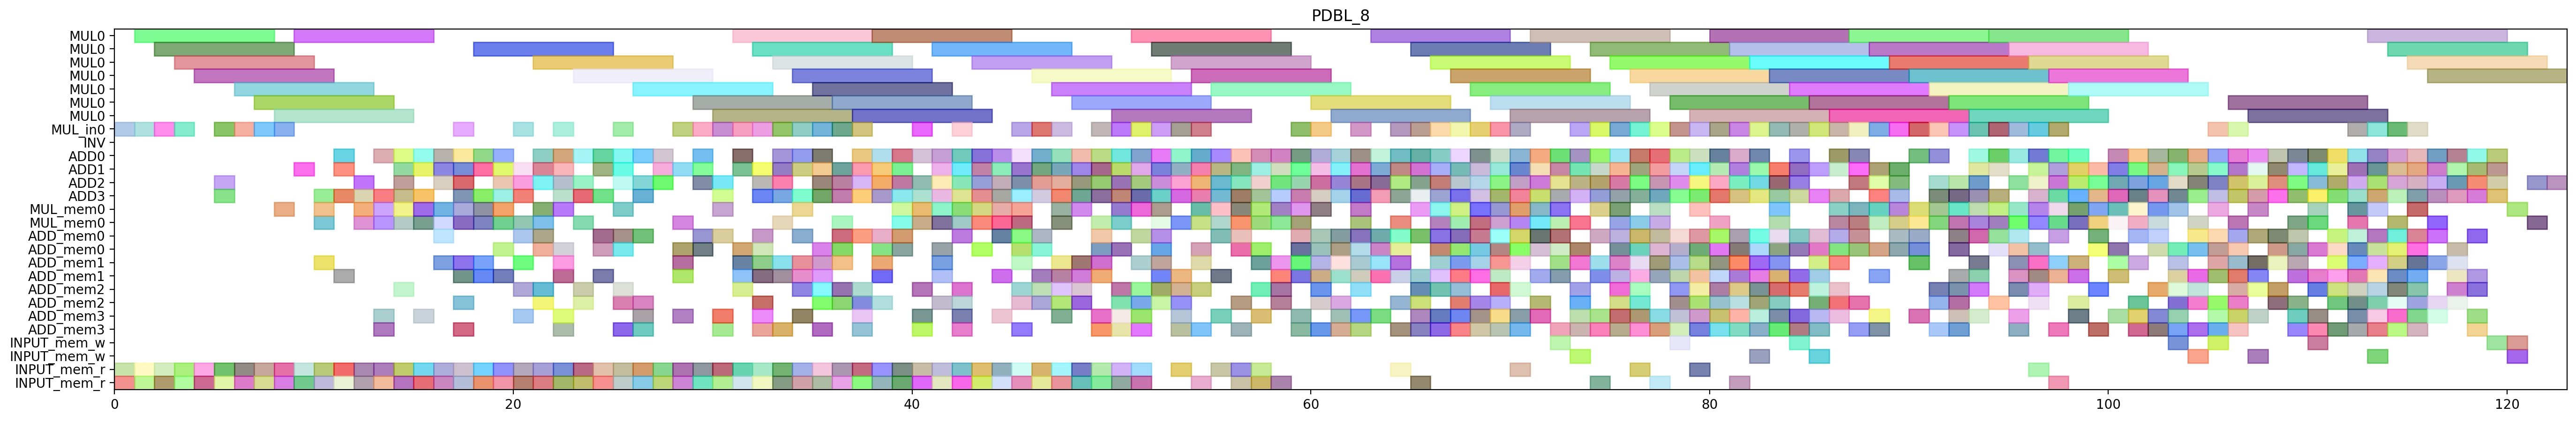 PDBL_8
MUL0
MUL0
MUL0
MUL0
MUL0
MUL0
MUL0
MUL_in0
INV
ADD0
ADD1
ADD2
ADD3
MUL_mem0
MUL_mem0
ADD_mem0
ADD_mem0
ADD_mem1
ADD_mem1
ADD_mem2
ADD_mem2
ADD_mem3
ADD_mem3
INPUT_mem_w
INPUT_mem_w
INPUT_mem_r
INPUT_mem_r
0 20 40 60 80 100 120